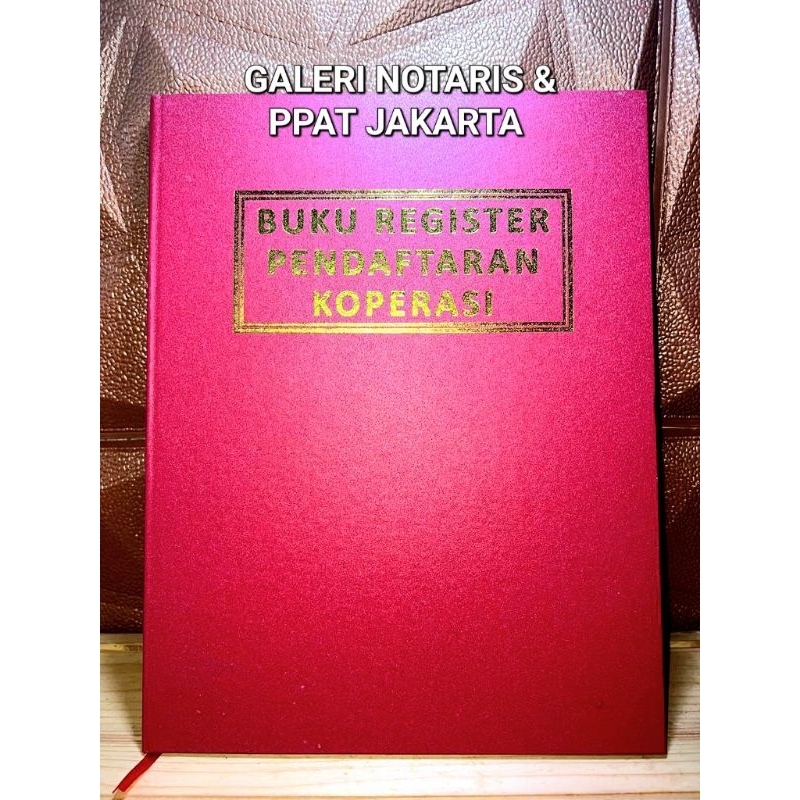 GALERI NOTARIS &
PPAT JAKARTA
BUKU REGISTER
PENDAFTARAN
KOPERASI